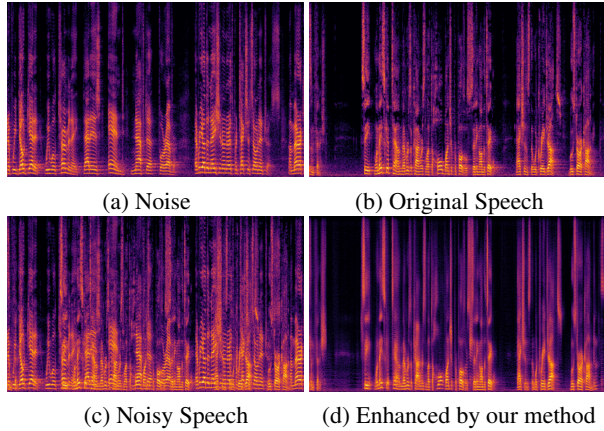 (a) Noise
(b) Original Speech
(c) Noisy Speech
(d) Enhanced by our method